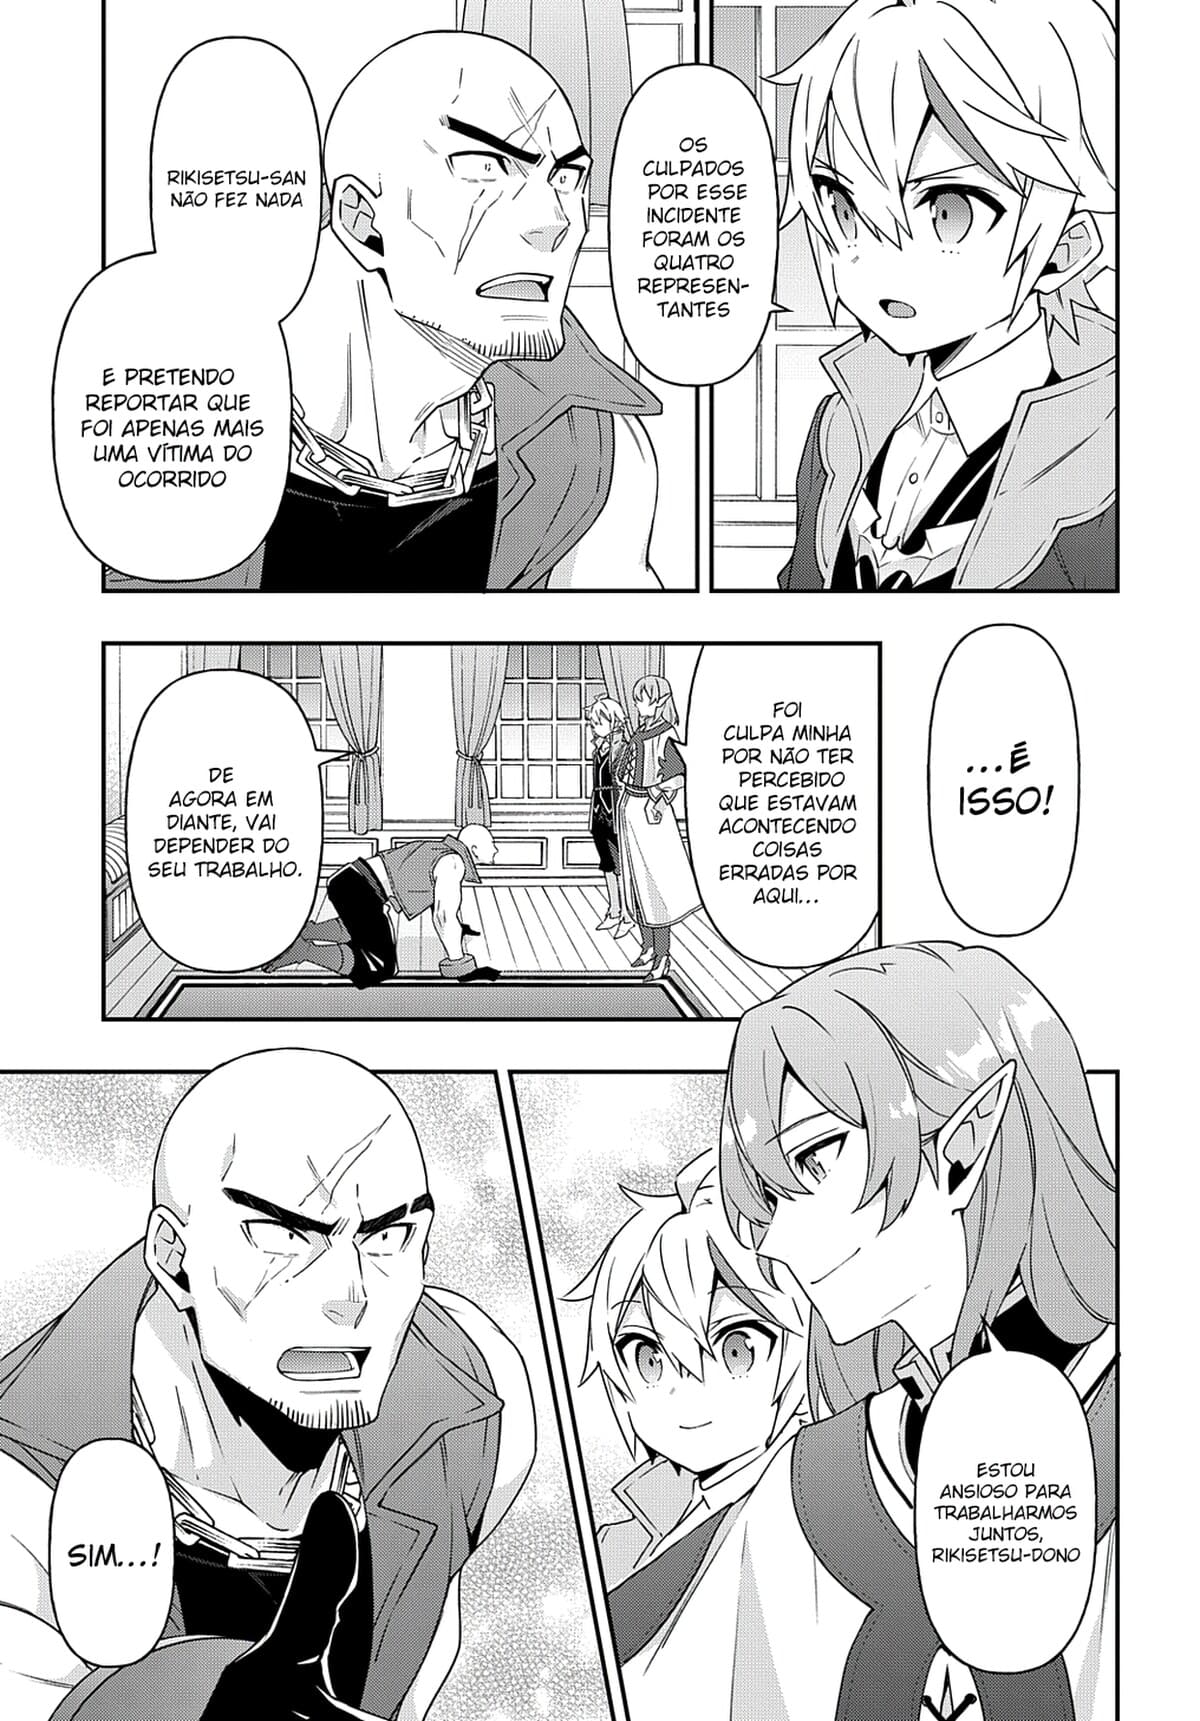 OS
CULPADOS
POR ESSE
INCIDENTE
FORAM OS
QUATRO
REPRESEN-
TANTES
RIKISETSU-SAN
NÃO FEZ NADA
E PRETENDO
REPORTAR QUE
FOI APENAS MAIS
UMA VÍTIMA DO
OCORRIDO
...É
ISSO!
FOI
CULPA MINHA
POR NÃO TER
PERCEBIDO
QUE ESTAVAM
ACONTECENDO
COISAS
ERRADAS POR
AQUI...
DE
AGORA EM
DIANTE, VAI
DEPENDER DO
SEU TRABALHO.
ESTOU
ANSIOSO PARA
TRABALHARMOS
JUNTOS,
RIKISETSU-DONO
SIM...!